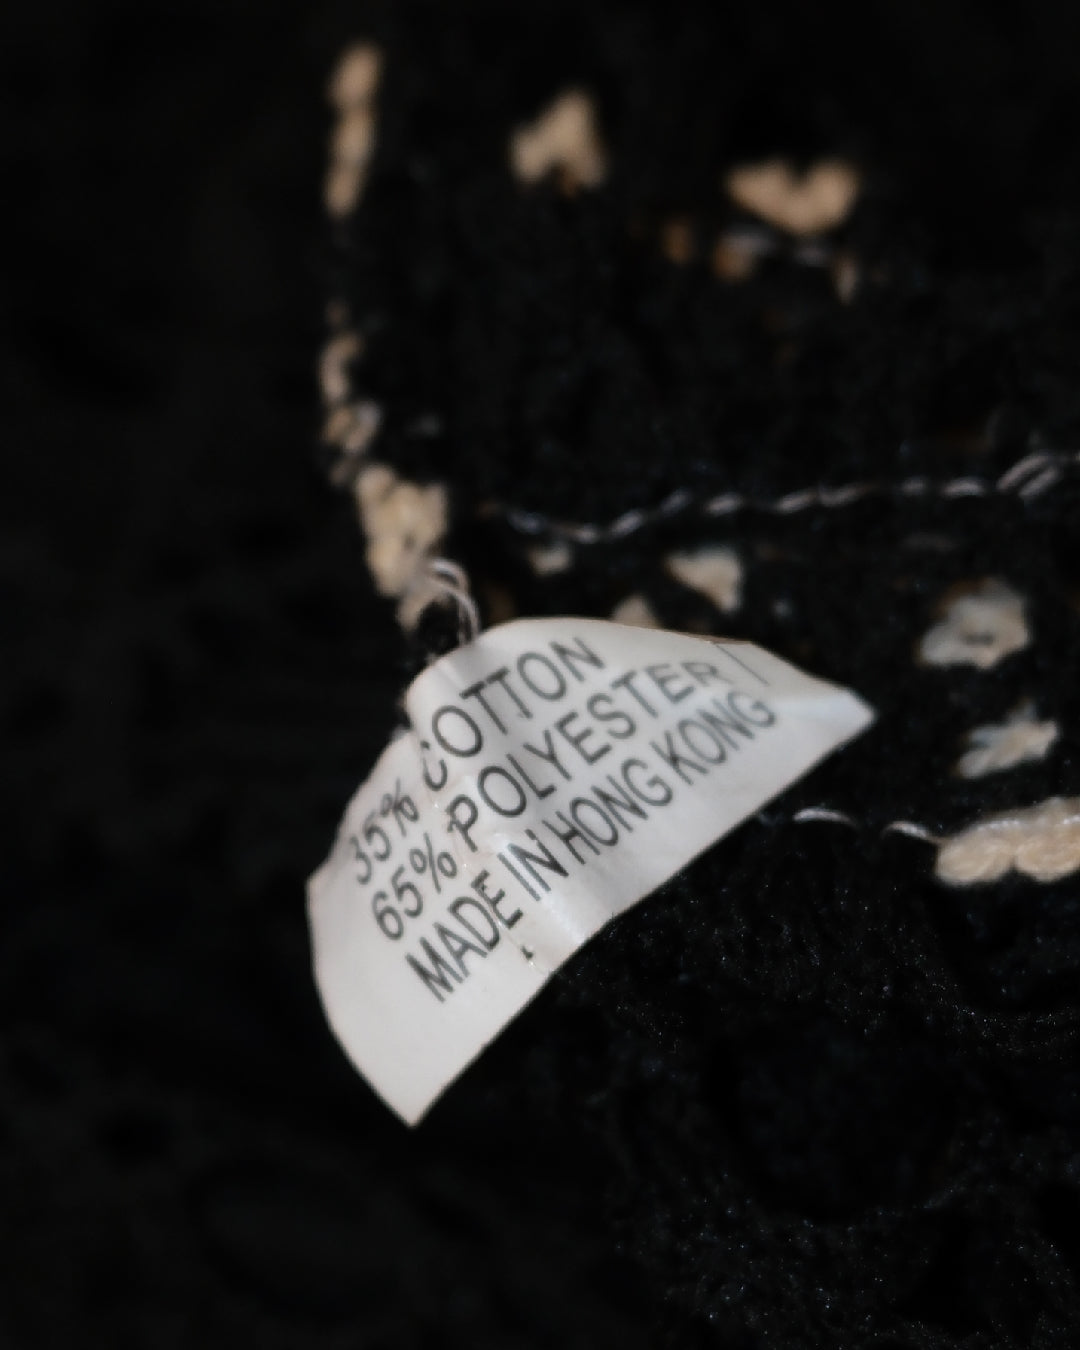 35% COTTON
65% POLYESTER
MADE IN HONG KONG